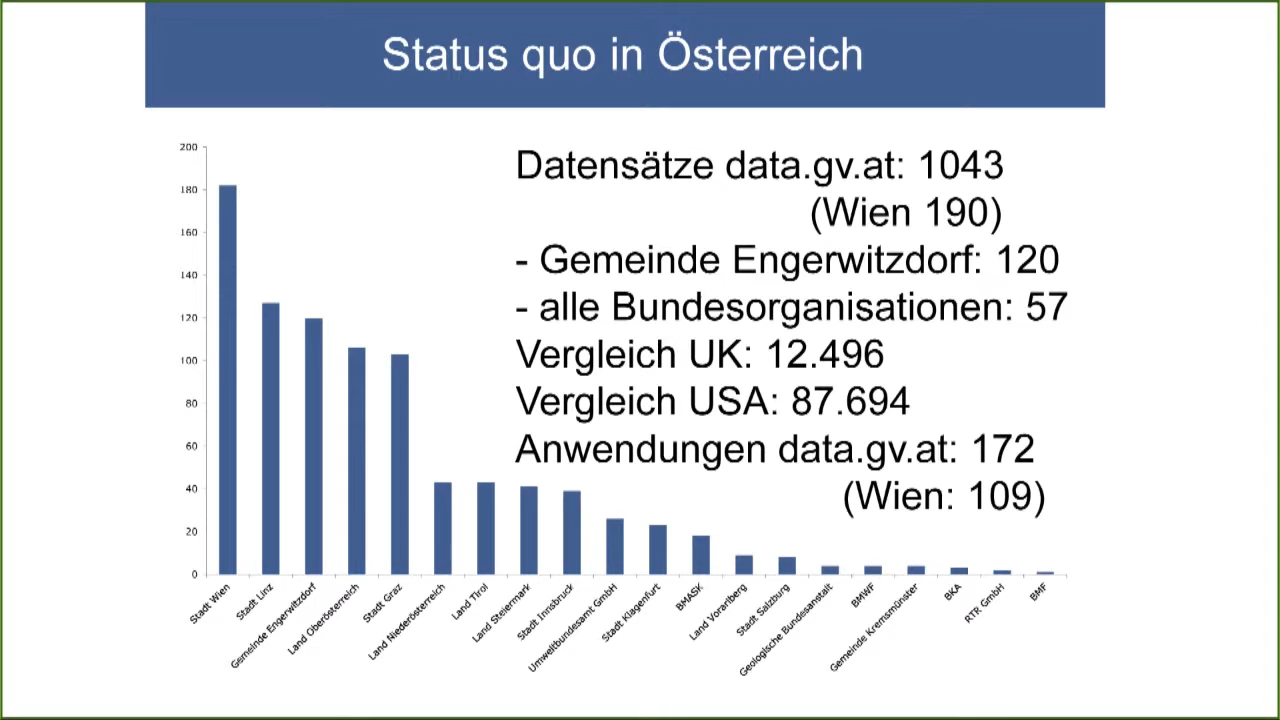 Status quo in Österreich
Datensätze data.gv.at: 1043
(Wien 190)
- Gemeinde Engerwitzdorf: 120
- alle Bundesorganisationen: 57
Vergleich UK: 12.496
Vergleich USA: 87.694
Anwendungen data.gv.at: 172
(Wien: 109)
200
180
160
140
120
100
80
60
40
20
0
Stadt Wien
Stadt Linz
Gemeinde Engerwitzdorf
Land Oberösterreich
Stadt Graz
Land Niederösterreich
Land Tirol
Land Steiermark
Stadt Innsbruck
Umweltbundesamt GmbH
Stadt Klagenfurt
BMASK
Land Vorarlberg
Stadt Salzburg
Geologische Bundesanstalt
BMWF
Gemeinde Kremsmünster
BKA
RTR GmbH
BMF